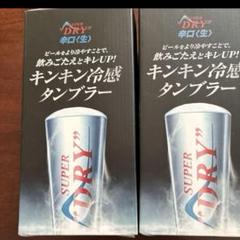 SUPER
"DRY"
辛口〈生〉
ビールをより冷やすことで、
飲みごたえとキレUP!
キンキン冷感
タンブラー
SUPER
"DRY"
SUPER
DRY
辛口〈生〉
ビールをより冷やすことで、
飲みごたえとキレUP!
キンキン冷感
タンブラー
SUPER
"DRY"